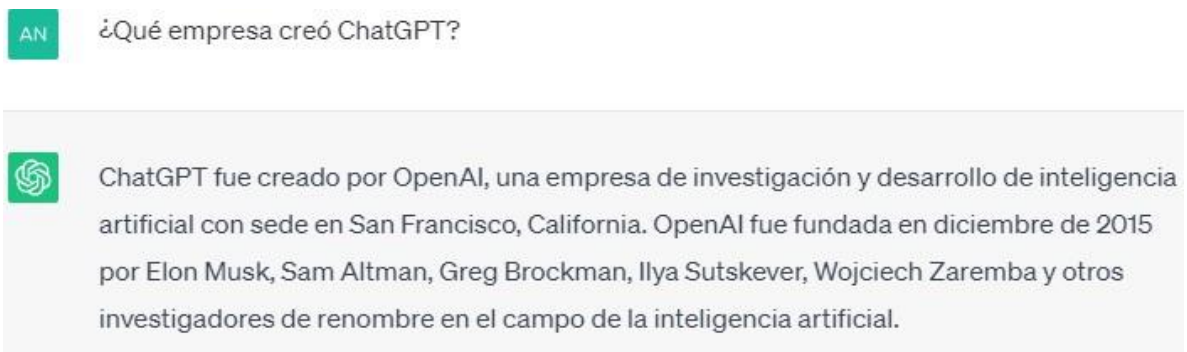 AN
¿Qué empresa creó ChatGPT?
ChatGPT fue creado por OpenAI, una empresa de investigación y desarrollo de inteligencia
artificial con sede en San Francisco, California. OpenAI fue fundada en diciembre de 2015
por Elon Musk, Sam Altman, Greg Brockman, Ilya Sutskever, Wojciech Zaremba y otros
investigadores de renombre en el campo de la inteligencia artificial.